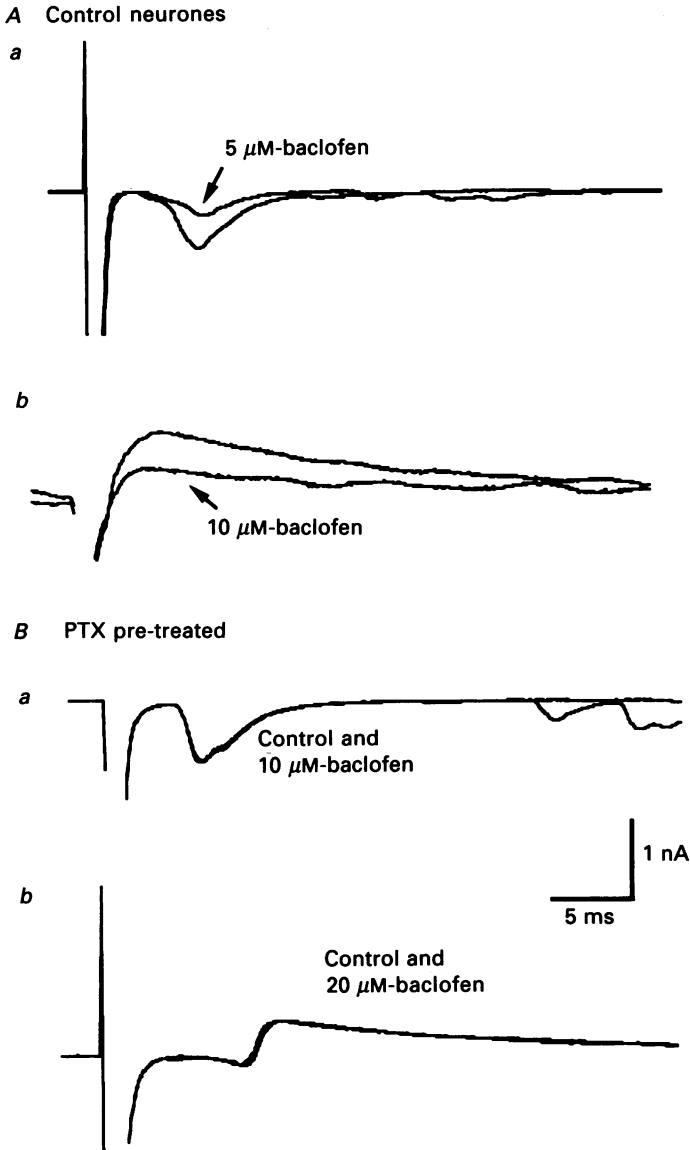 A Control neurones
a
5 μM-baclofen
b
10 μM-baclofen
B PTX pre-treated
a
Control and
10 μM-baclofen
1 nA
5 ms
b
Control and
20 μM-baclofen